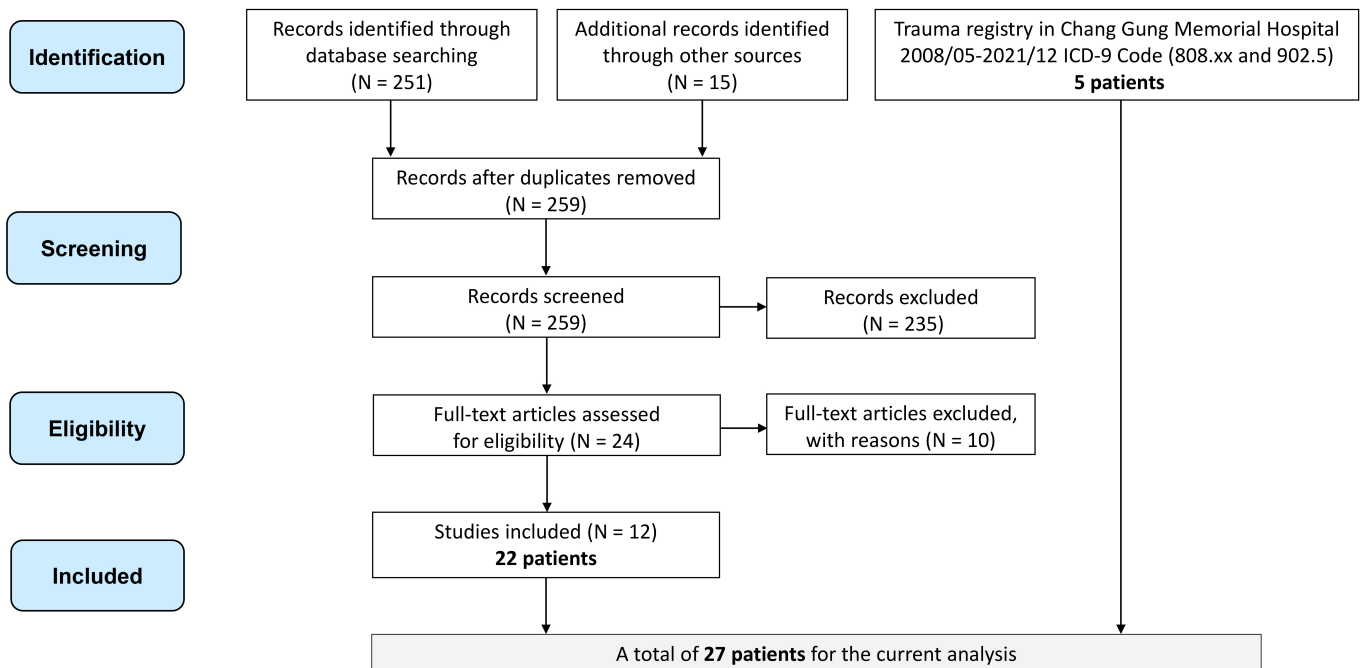 Identification
Records identified through
database searching
(N = 251)
Additional records identified
through other sources
(N = 15)
Trauma registry in Chang Gung Memorial Hospital
2008/05-2021/12 ICD-9 Code (808.xx and 902.5)
5 patients
Records after duplicates removed
(N = 259)
Screening
Records screened
(N = 259)
Records excluded
(N = 235)
Eligibility
Full-text articles assessed
for eligibility (N = 24)
Full-text articles excluded,
with reasons (N = 10)
Included
Studies included (N = 12)
22 patients
A total of 27 patients for the current analysis